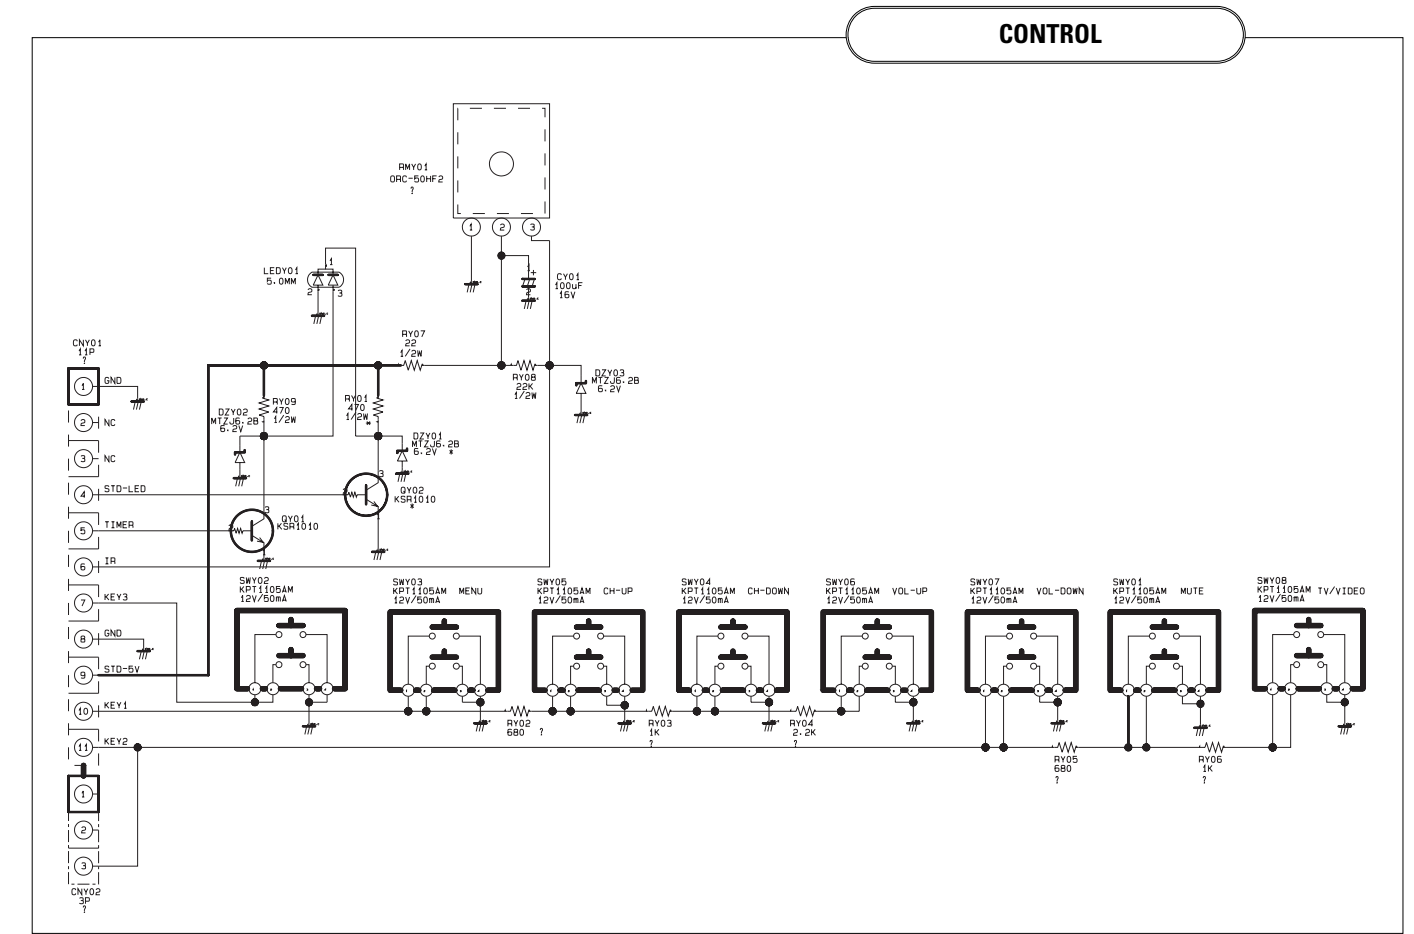 CONTROL
RMY01
ORC-50HF2
?
1 2 3
LEDY01
5.0MM
1
2 3
1
+
2
CY01
100uF
16V
RY07
22
1/2W
RY08
22K
1/2W
DZY03
MTZJ6.2B
6.2V
CNY01
11P
?
1 GND
2 NC
3 NC
4 STD-LED
5 TIMER
6 IR
7 KEY3
8 GND
9 STD-5V
10 KEY1
11 KEY2
DZY02
MTZJ6.2B
6.2V
RY09
470
1/2W
RY01
470
1/2W
*
DZY01
MTZJ6.2B
6.2V *
3
QY02
KSR1010
*
3
2
QY01
KSR1010
SWY02
KPT1105AM
12V/50mA
SWY03
KPT1105AM MENU
12V/50mA
SWY05
KPT1105AM CH-UP
12V/50mA
SWY04
KPT1105AM CH-DOWN
12V/50mA
SWY06
KPT1105AM VOL-UP
12V/50mA
SWY07
KPT1105AM VOL-DOWN
12V/50mA
SWY01
KPT1105AM MUTE
12V/50mA
SWY08
KPT1105AM TV/VIDEO
12V/50mA
RY02
680 ?
RY03
1K
?
RY04
2.2K
?
RY05
680
?
RY06
1K
?
1
2
3
CNY02
3P
?